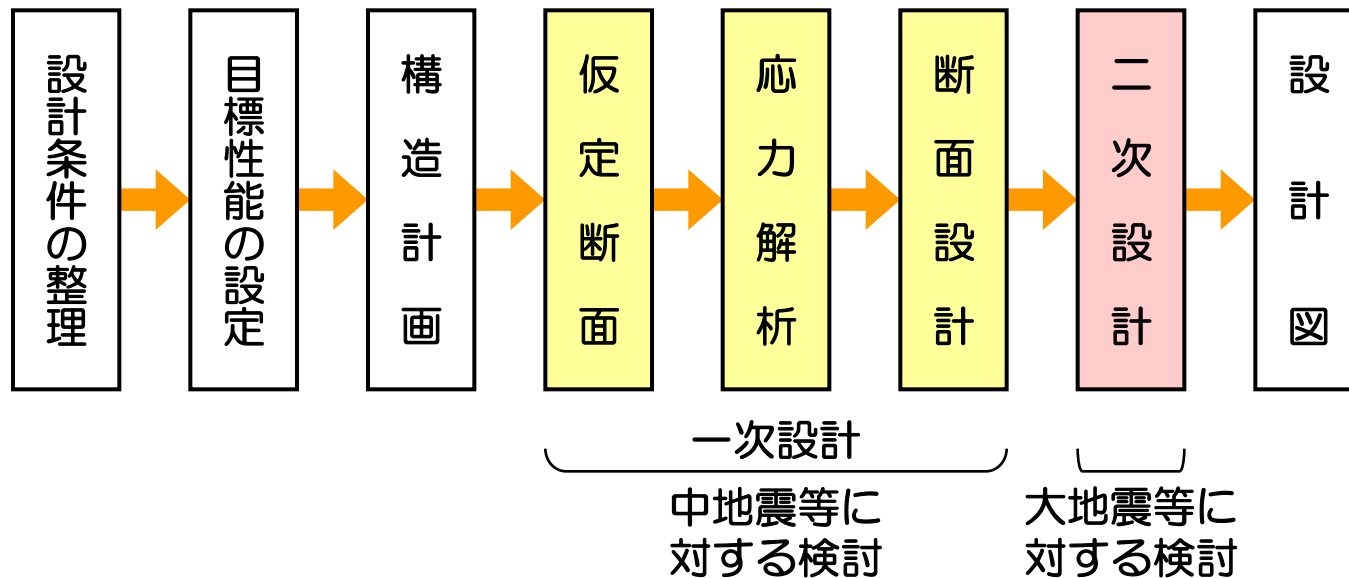 設計条件の整理
目標性能の設定
構造計画
仮定断面
応力解析
断面設計
二次設計
設計図
一次設計
中地震等に
対する検討
大地震等に
対する検討